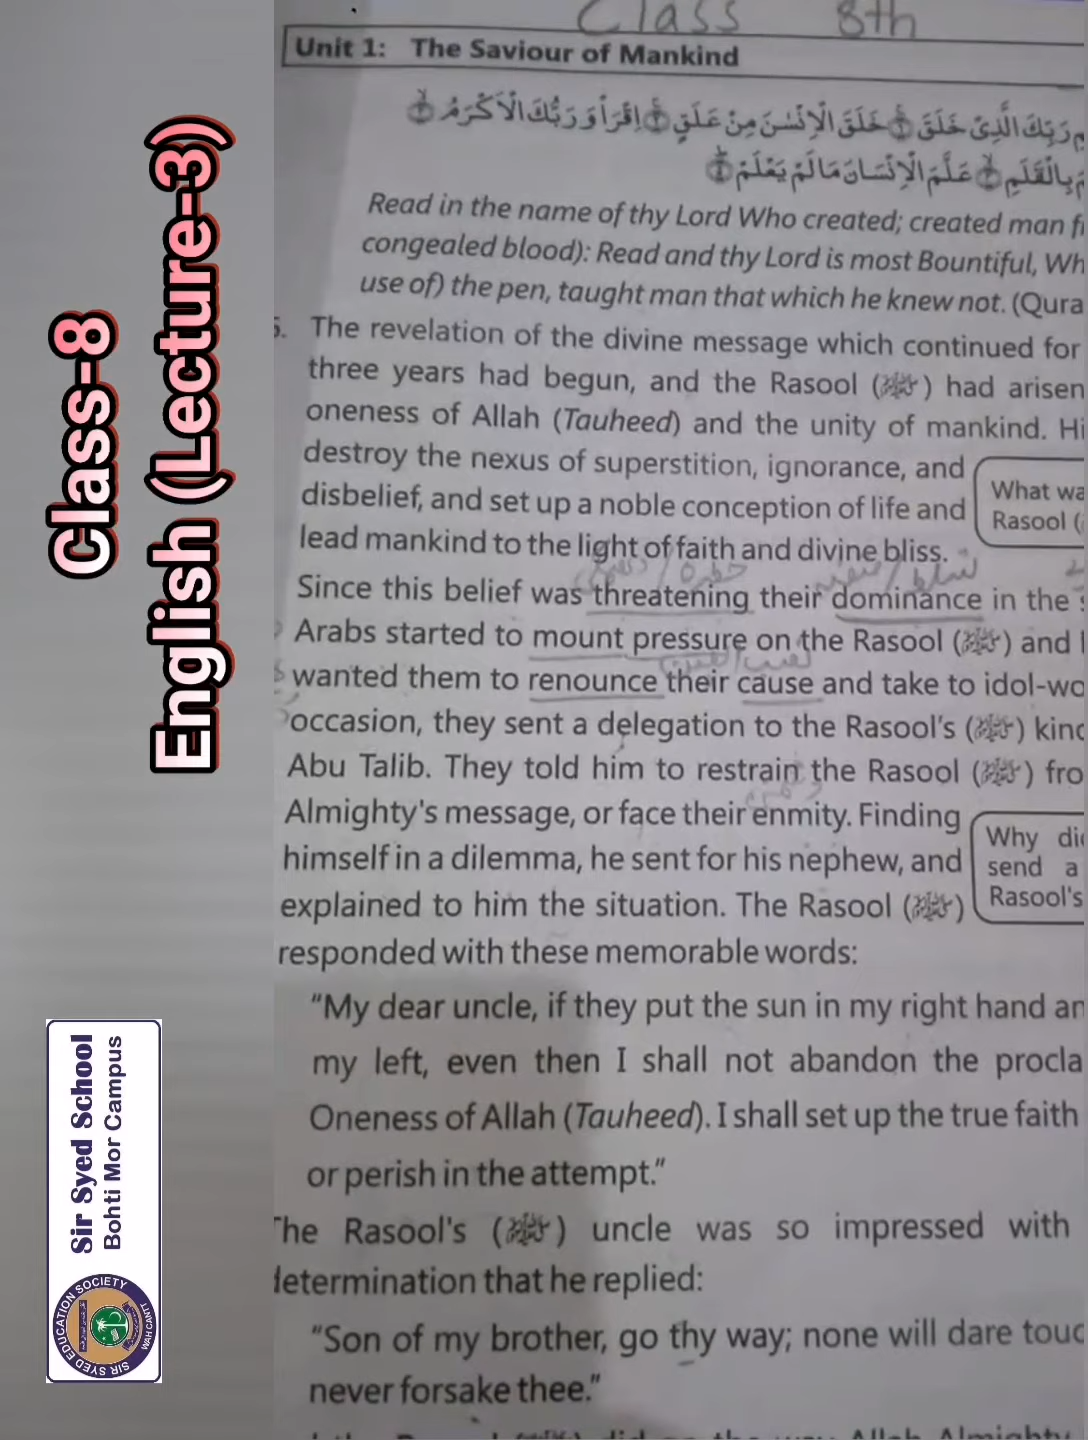 Class-8
English (Lecture-3)
Sir Syed School
Bohti Mor Campus
SIR SYED EDUCATION SOCIETY
WAH CANTT
Class 8th
Unit 1: The Saviour of Mankind
رَبِّكَ الَّذِىْ خَلَقَ ۚ خَلَقَ الْاِنْسٰنَ مِنْ عَلَقٍ ۚ اِقْرَاْ وَرَبُّكَ الْاَكْرَمُ ۙ
بِالْقَلَمِ ۙ عَلَّمَ الْاِنْسَانَ مَا لَمْ يَعْلَمْ ؕ
Read in the name of thy Lord Who created; created man
congealed blood): Read and thy Lord is most Bountiful, Wh
use of) the pen, taught man that which he knew not. (Qura
The revelation of the divine message which continued for
three years had begun, and the Rasool (ﷺ) had arisen
oneness of Allah (Tauheed) and the unity of mankind. Hi
destroy the nexus of superstition, ignorance, and
disbelief, and set up a noble conception of life and
lead mankind to the light of faith and divine bliss.
What wa
Rasool (
خطره / دھمکی
Since this belief was threatening their dominance in the
Arabs started to mount pressure on the Rasool (ﷺ) and
نصب العین
wanted them to renounce their cause and take to idol-wo
occasion, they sent a delegation to the Rasool's (ﷺ) kin
Abu Talib. They told him to restrain the Rasool (ﷺ) fro
دشمنی
Almighty's message, or face their enmity. Finding
himself in a dilemma, he sent for his nephew, and
explained to him the situation. The Rasool (ﷺ)
Why di
send a
Rasool's
responded with these memorable words:
"My dear uncle, if they put the sun in my right hand an
my left, even then I shall not abandon the procla
Oneness of Allah (Tauheed). I shall set up the true faith
or perish in the attempt."
The Rasool's (ﷺ) uncle was so impressed with
determination that he replied:
"Son of my brother, go thy way; none will dare touc
never forsake thee."